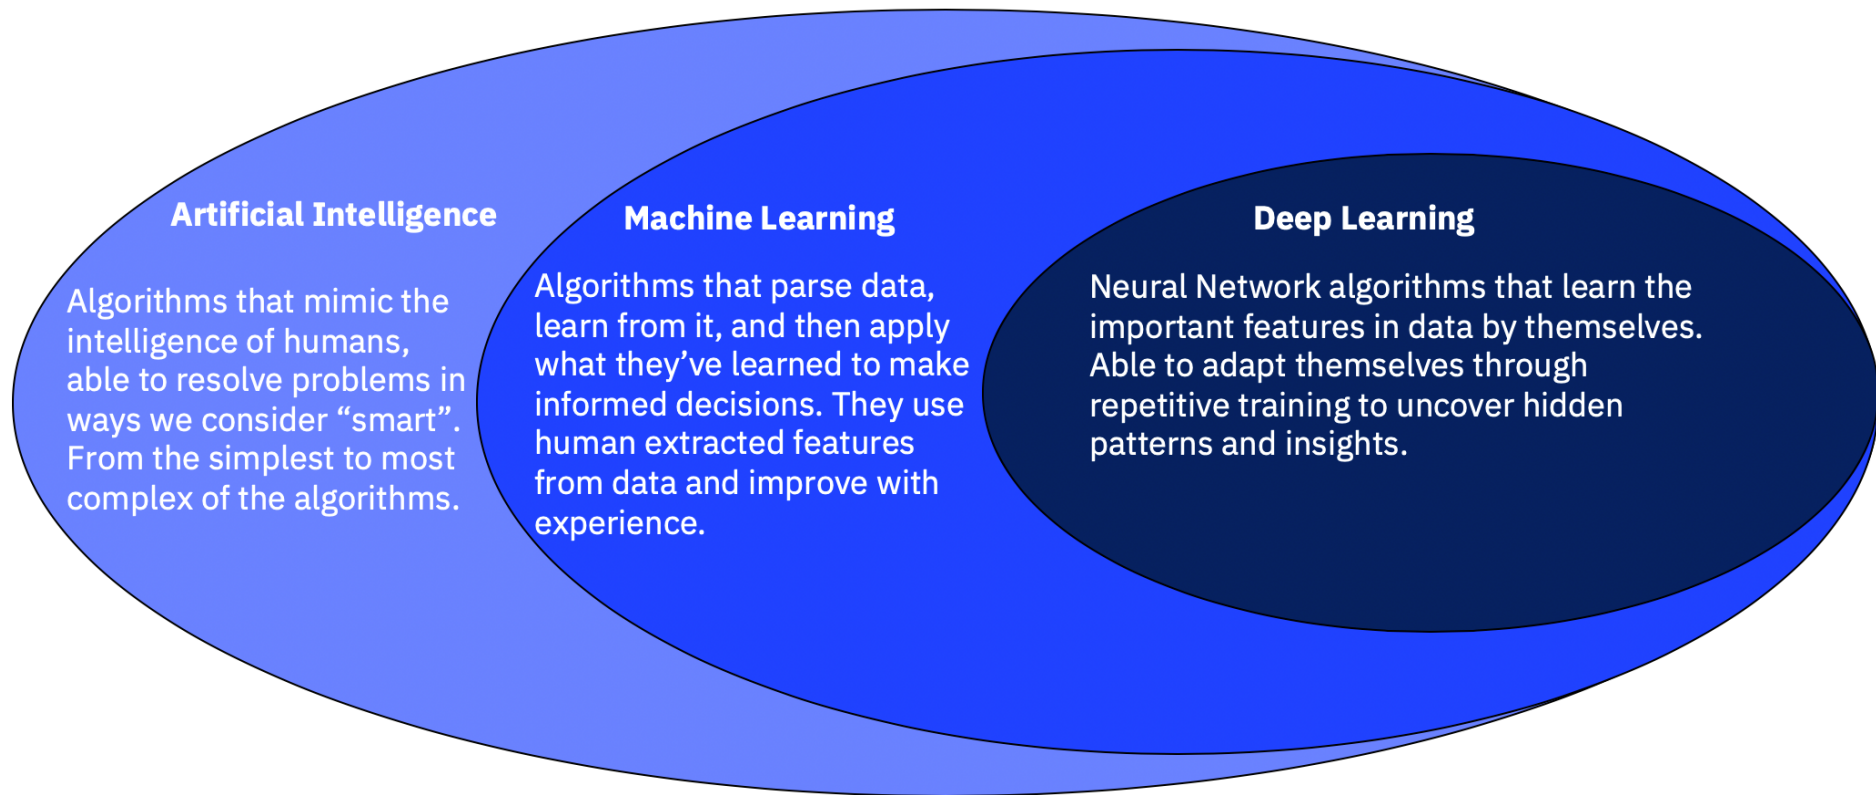 Artificial Intelligence
Algorithms that mimic the
intelligence of humans,
able to resolve problems in
ways we consider “smart”.
From the simplest to most
complex of the algorithms.
Machine Learning
Algorithms that parse data,
learn from it, and then apply
what they’ve learned to make
informed decisions. They use
human extracted features
from data and improve with
experience.
Deep Learning
Neural Network algorithms that learn the
important features in data by themselves.
Able to adapt themselves through
repetitive training to uncover hidden
patterns and insights.